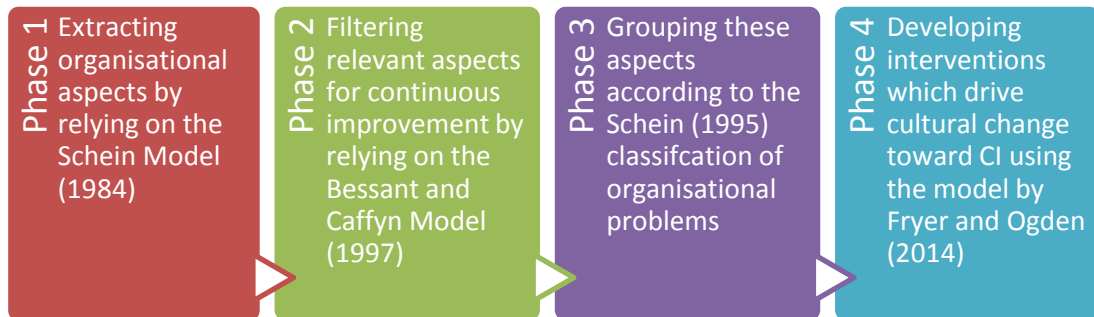 Phase 1
Extracting
organisational
aspects by
relying on the
Schein Model
(1984)
Phase 2
Filtering
relevant aspects
for continuous
improvement by
relying on the
Bessant and
Caffyn Model
(1997)
Phase 3
Grouping these
aspects
according to the
Schein (1995)
classifcation of
organisational
problems
Phase 4
Developing
interventions
which drive
cultural change
toward CI using
the model by
Fryer and Ogden
(2014)